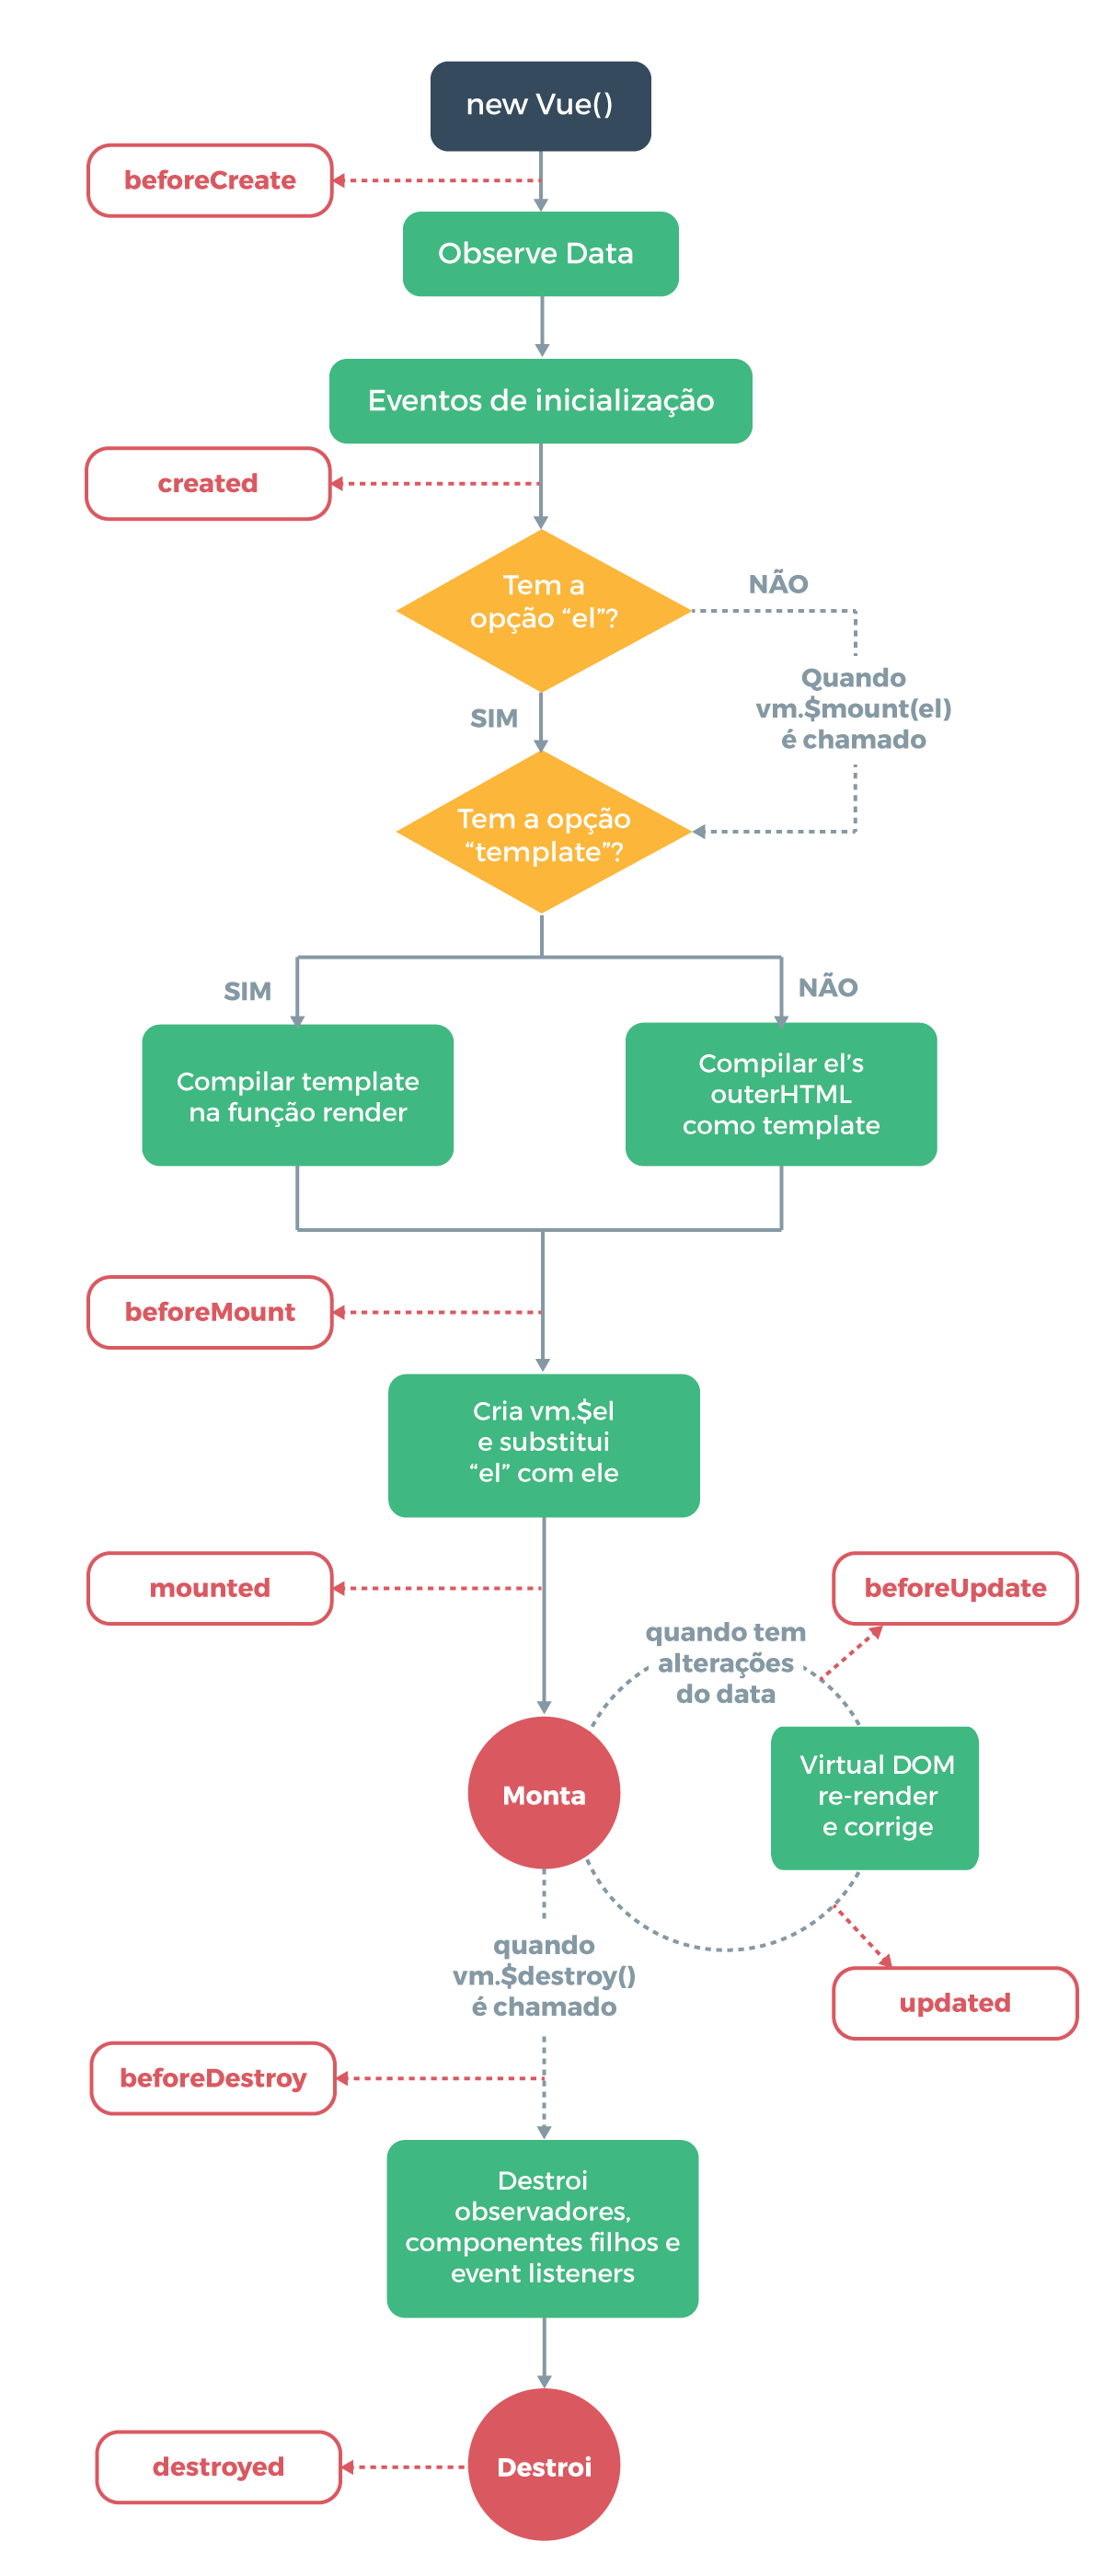 new Vue()
beforeCreate
Observe Data
Eventos de inicialização
created
Tem a
opção “el”?
NÃO
Quando
vm.$mount(el)
é chamado
SIM
Tem a opção
“template”?
SIM
NÃO
Compilar template
na função render
Compilar el’s
outerHTML
como template
beforeMount
Cria vm.$el
e substitui
“el” com ele
mounted
beforeUpdate
quando tem
alterações
do data
Monta
Virtual DOM
re-render
e corrige
quando
vm.$destroy()
é chamado
updated
beforeDestroy
Destroi
observadores,
componentes filhos e
event listeners
destroyed
Destroi